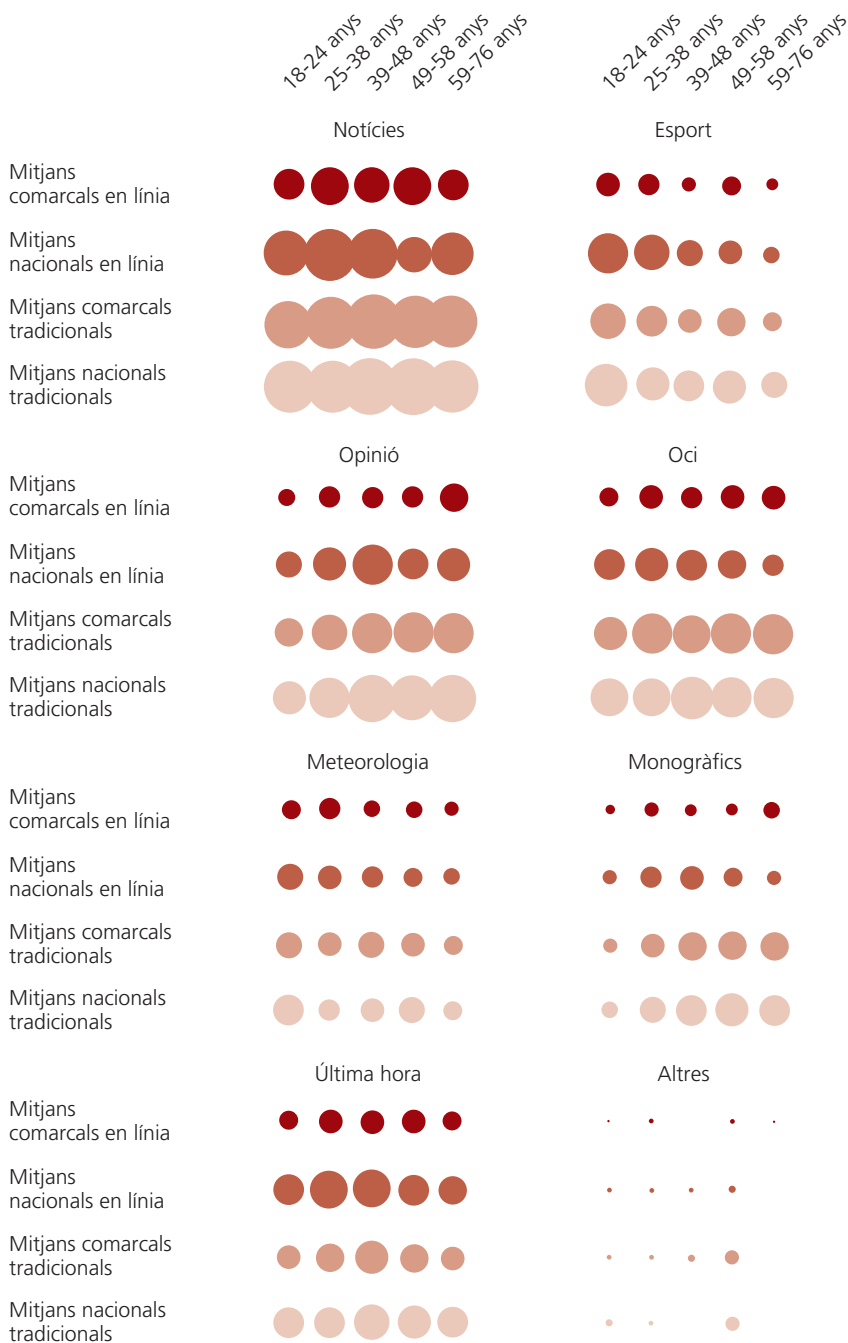 18-24 anys
25-38 anys
39-48 anys
49-58 anys
59-76 anys
18-24 anys
25-38 anys
39-48 anys
49-58 anys
59-76 anys
Notícies
Esport
Mitjans
comarcals en línia
Mitjans
nacionals en línia
Mitjans comarcals
tradicionals
Mitjans nacionals
tradicionals
Opinió
Oci
Mitjans
comarcals en línia
Mitjans
nacionals en línia
Mitjans comarcals
tradicionals
Mitjans nacionals
tradicionals
Meteorologia
Monogràfics
Mitjans
comarcals en línia
Mitjans
nacionals en línia
Mitjans comarcals
tradicionals
Mitjans nacionals
tradicionals
Última hora
Altres
Mitjans
comarcals en línia
Mitjans
nacionals en línia
Mitjans comarcals
tradicionals
Mitjans nacionals
tradicionals